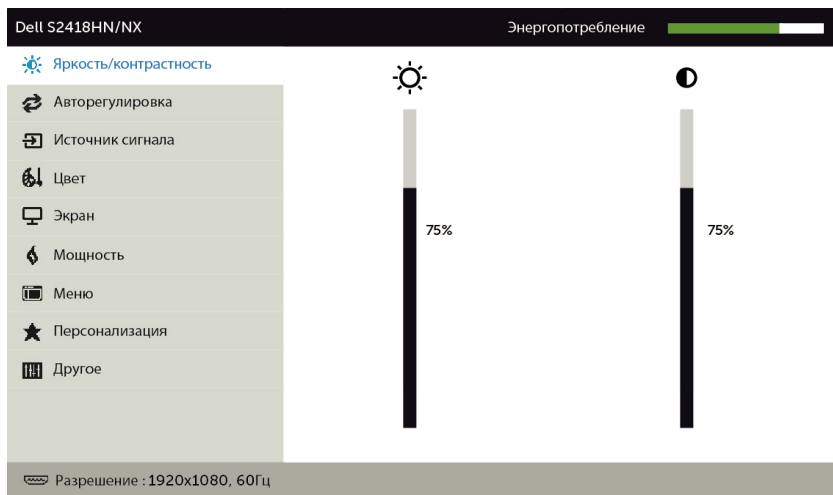 Dell S2418HN/NX
Энергопотребление
Яркость/контрастность
Авторегулировка
Источник сигнала
Цвет
Экран
Мощность
Меню
Персонализация
Другое
75%
75%
Разрешение : 1920x1080, 60Гц